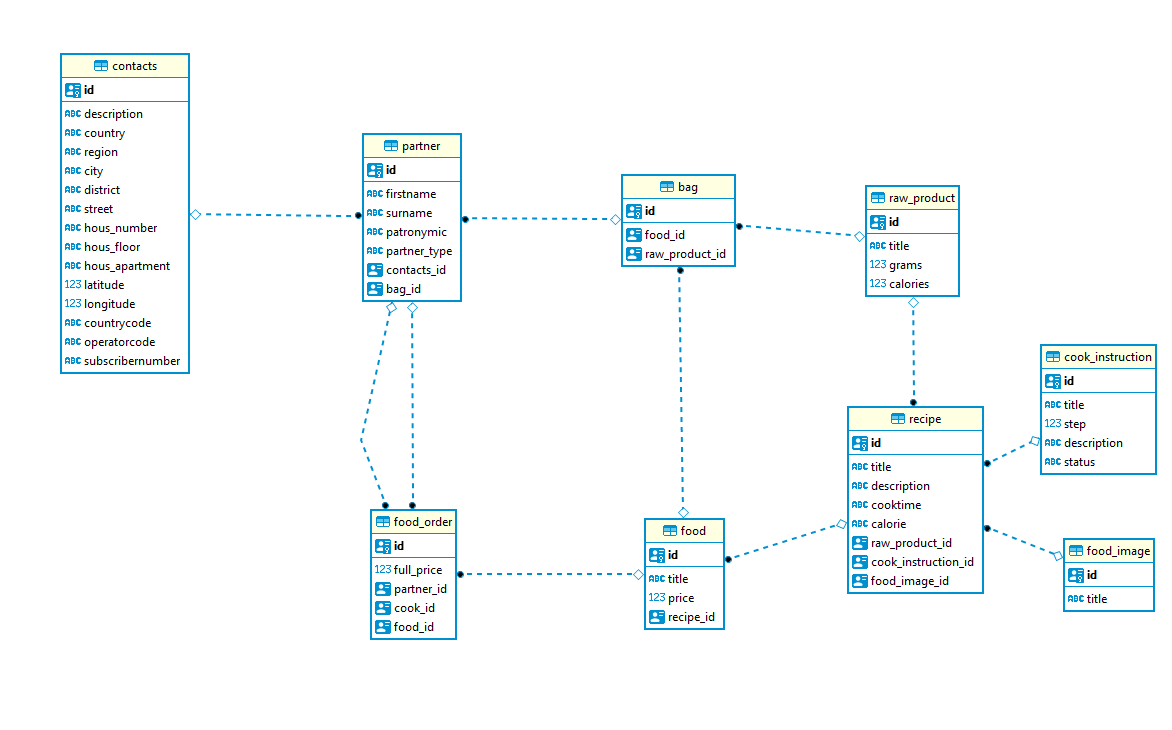 contacts
id
ABC description
ABC country
ABC region
ABC city
ABC district
ABC street
ABC hous_number
ABC hous_floor
ABC hous_apartment
123 latitude
123 longitude
ABC countrycode
ABC operatorcode
ABC subscribernumber
partner
id
ABC firstname
ABC surname
ABC patronymic
ABC partner_type
contacts_id
bag_id
bag
id
food_id
raw_product_id
raw_product
id
ABC title
123 grams
123 calories
cook_instruction
id
ABC title
123 step
ABC description
ABC status
recipe
id
ABC title
ABC description
ABC cooktime
ABC calorie
raw_product_id
cook_instruction_id
food_image_id
food_order
id
123 full_price
partner_id
cook_id
food_id
food
id
ABC title
123 price
recipe_id
food_image
id
ABC title